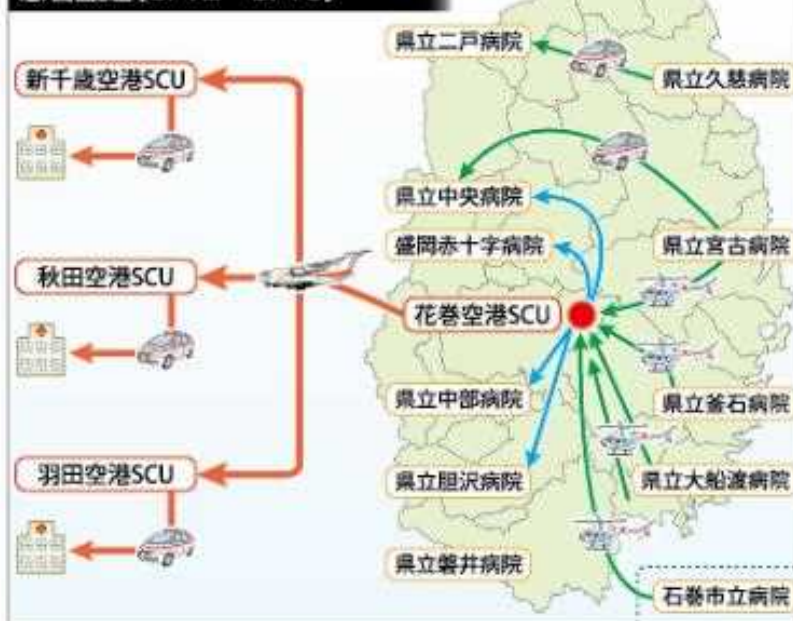 県立二戸病院
新千歳空港SCU
県立久慈病院
県立中央病院
盛岡赤十字病院
県立宮古病院
秋田空港SCU
花巻空港SCU
県立中部病院
県立釜石病院
羽田空港SCU
県立胆沢病院
県立大船渡病院
県立磐井病院
石巻市立病院